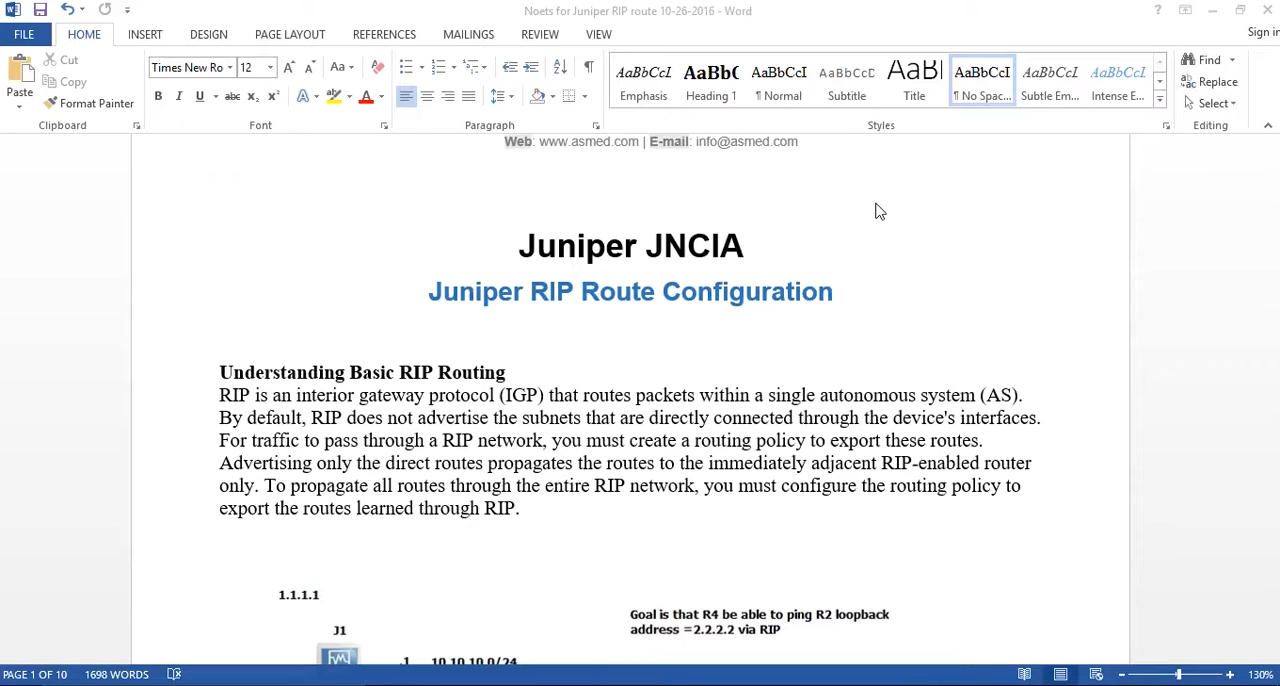 Noets for Juniper RIP route 10-26-2016 - Word
FILE HOME INSERT DESIGN PAGE LAYOUT REFERENCES MAILINGS REVIEW VIEW
Sign in
Paste
Cut
Copy
Format Painter
Clipboard
Times New Ro 12
Font
Paragraph
AaBbCcI AaBbC AaBbCcI AaBbCcD AaBl AaBbCcI AaBbCcI AaBbCcI
Emphasis Heading 1 ¶ Normal Subtitle Title ¶ No Spac... Subtle Em... Intense E...
Styles
Find
Replace
Select
Editing
Web: www.asmed.com | E-mail: info@asmed.com
Juniper JNCIA
Juniper RIP Route Configuration
Understanding Basic RIP Routing
RIP is an interior gateway protocol (IGP) that routes packets within a single autonomous system (AS).
By default, RIP does not advertise the subnets that are directly connected through the device's interfaces.
For traffic to pass through a RIP network, you must create a routing policy to export these routes.
Advertising only the direct routes propagates the routes to the immediately adjacent RIP-enabled router
only. To propagate all routes through the entire RIP network, you must configure the routing policy to
export the routes learned through RIP.
1.1.1.1
Goal is that R4 be able to ping R2 loopback
address =2.2.2.2 via RIP
J1
.1 10.10.10.0/24
PAGE 1 OF 10 1698 WORDS
130%